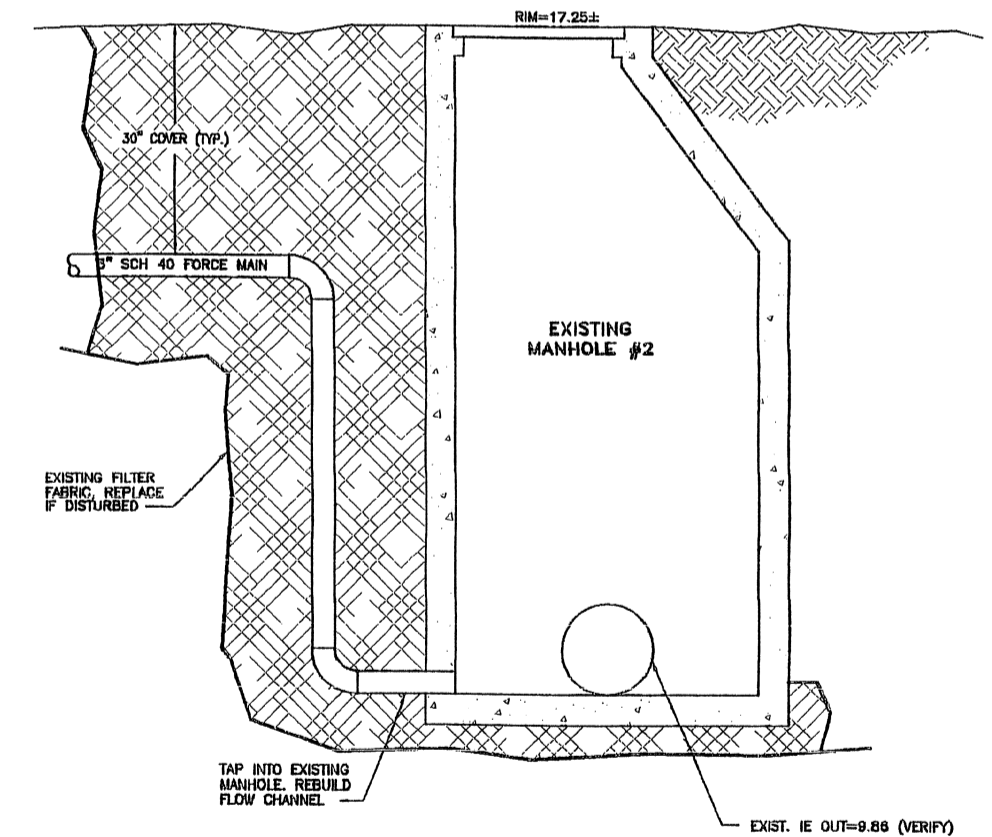 RIM=17.25±
30" COVER (TYP.)
3" SCH 40 FORCE MAIN
EXISTING
MANHOLE #2
EXISTING FILTER
FABRIC, REPLACE
IF DISTURBED
TAP INTO EXISTING
MANHOLE. REBUILD
FLOW CHANNEL
EXIST. IE OUT=9.86 (VERIFY)